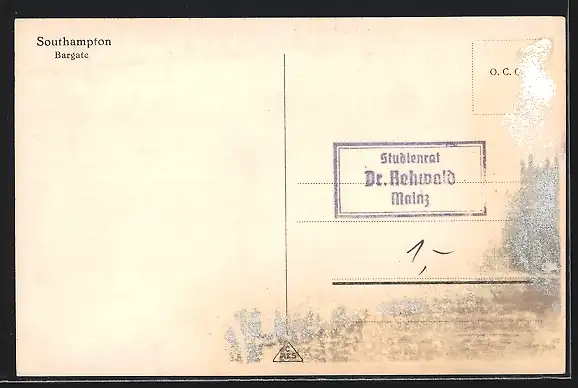 Southampton
Bargate
O. C. C
Studienrat
Dr. Rehwald
Mainz
1,-